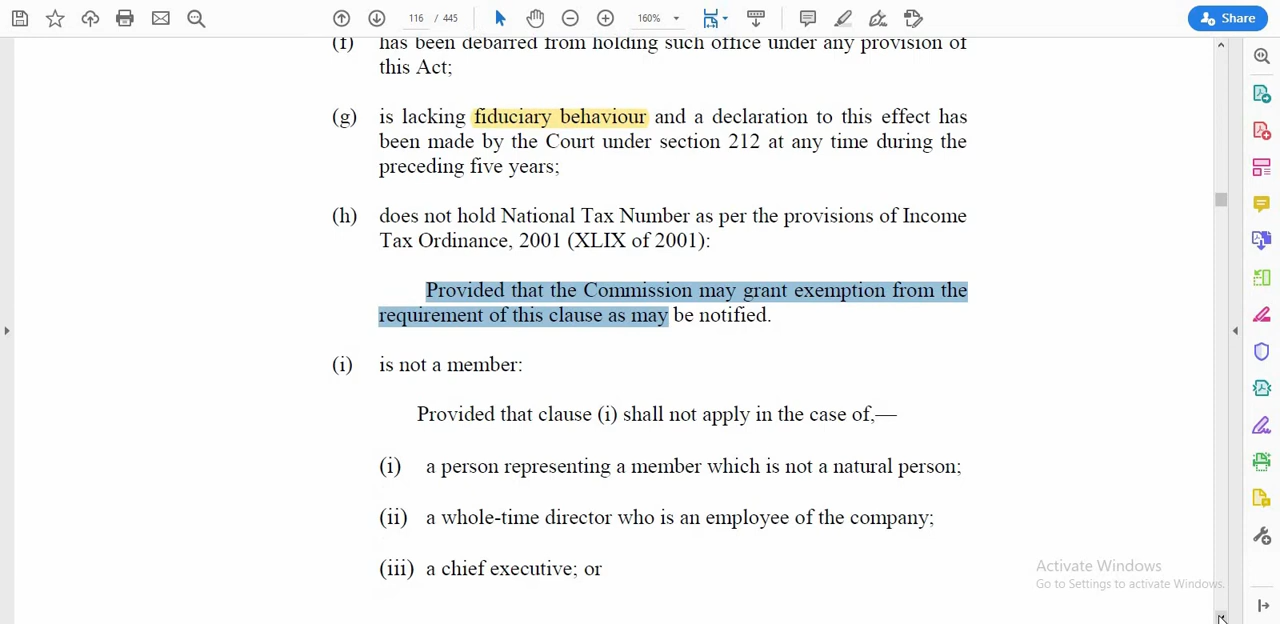 116 / 445
160%
Share
(f) has been debarred from holding such office under any provision of
this Act;
(g) is lacking fiduciary behaviour and a declaration to this effect has
been made by the Court under section 212 at any time during the
preceding five years;
(h) does not hold National Tax Number as per the provisions of Income
Tax Ordinance, 2001 (XLIX of 2001):
Provided that the Commission may grant exemption from the
requirement of this clause as may be notified.
(i) is not a member:
Provided that clause (i) shall not apply in the case of,—
(i) a person representing a member which is not a natural person;
(ii) a whole-time director who is an employee of the company;
(iii) a chief executive; or
Activate Windows
Go to Settings to activate Windows.